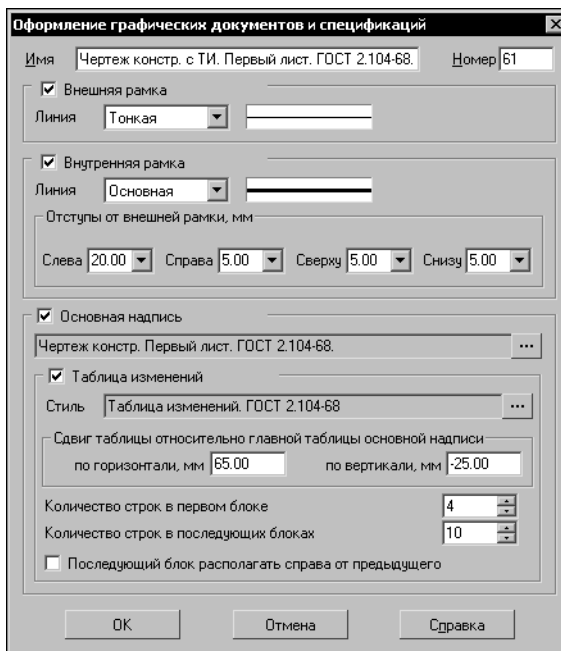 Оформление графических документов и спецификаций
Имя Чертеж констр. с ТИ. Первый лист. ГОСТ 2.104-68. Номер 61
Внешняя рамка
Линия Тонкая
Внутренняя рамка
Линия Основная
Отступы от внешней рамки, мм
Слева 20.00 Справа 5.00 Сверху 5.00 Снизу 5.00
Основная надпись
Чертеж констр. Первый лист. ГОСТ 2.104-68. ...
Таблица изменений
Стиль Таблица изменений. ГОСТ 2.104-68 ...
Сдвиг таблицы относительно главной таблицы основной надписи
по горизонтали, мм 65.00 по вертикали, мм -25.00
Количество строк в первом блоке 4
Количество строк в последующих блоках 10
Последующий блок располагать справа от предыдущего
OK Отмена Справка